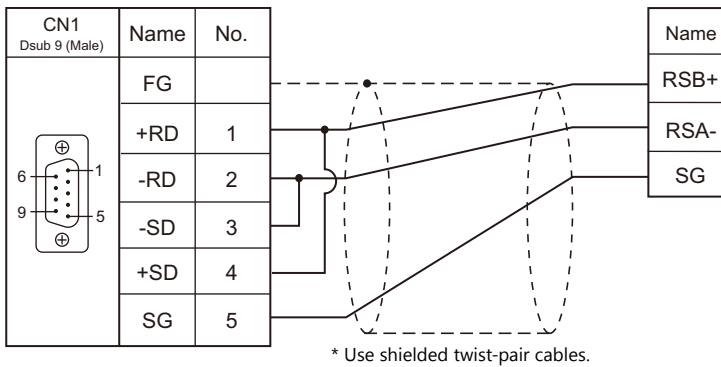 CN1
Dsub 9 (Male)
Name
No.
Name
FG
RSB+
+RD
1
RSA-
-RD
2
SG
-SD
3
+SD
4
SG
5
6
1
9
5
* Use shielded twist-pair cables.